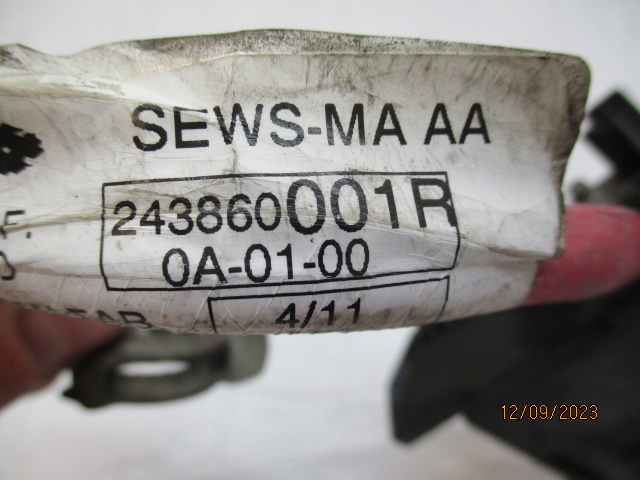 SEWS-MA AA
F.
243860001R
0A-01-00
4/11
12/09/2023